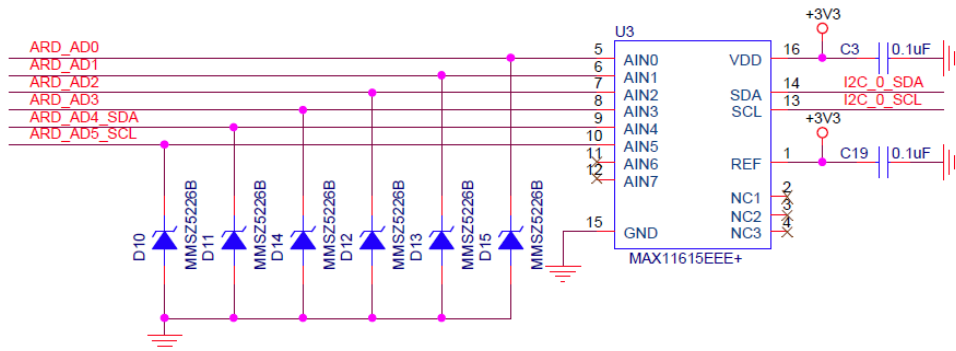 U3
+3V3
ARD_AD0
5
AIN0
VDD
16
C3
0.1uF
ARD_AD1
6
AIN1
ARD_AD2
7
AIN2
SDA
14
I2C_0_SDA
ARD_AD3
8
AIN3
SCL
13
I2C_0_SCL
ARD_AD4_SDA
9
AIN4
+3V3
ARD_AD5_SCL
10
AIN5
11
AIN6
REF
1
C19
0.1uF
12
AIN7
NC1
2
NC2
3
NC3
4
15
GND
MAX11615EEE+
D10
MMSZ5226B
D11
MMSZ5226B
D14
MMSZ5226B
D12
MMSZ5226B
D13
MMSZ5226B
D15
MMSZ5226B